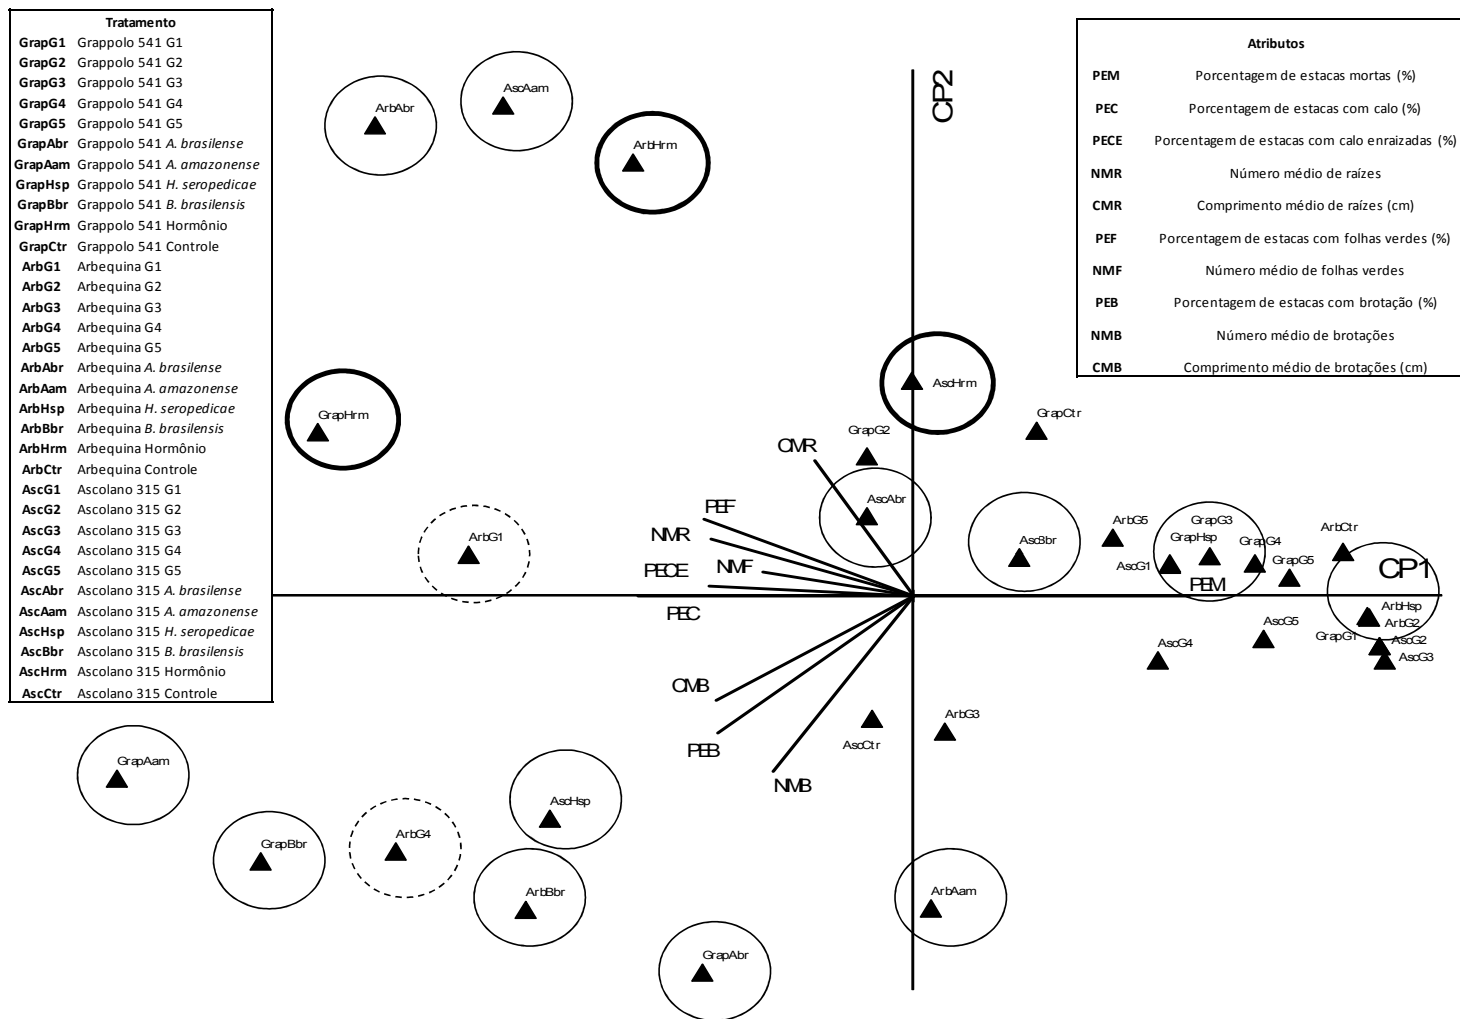 Tratamento
GrapG1 Grappolo 541 G1
GrapG2 Grappolo 541 G2
GrapG3 Grappolo 541 G3
GrapG4 Grappolo 541 G4
GrapG5 Grappolo 541 G5
GrapAbr Grappolo 541 A. brasilense
GrapAam Grappolo 541 A. amazonense
GrapHsp Grappolo 541 H. seropedicae
GrapBbr Grappolo 541 B. brasilensis
GrapHrm Grappolo 541 Hormônio
GrapCtr Grappolo 541 Controle
ArbG1 Arbequina G1
ArbG2 Arbequina G2
ArbG3 Arbequina G3
ArbG4 Arbequina G4
ArbG5 Arbequina G5
ArbAbr Arbequina A. brasilense
ArbAam Arbequina A. amazonense
ArbHsp Arbequina H. seropedicae
ArbBbr Arbequina B. brasilensis
ArbHrm Arbequina Hormônio
ArbCtr Arbequina Controle
AscG1 Ascolano 315 G1
AscG2 Ascolano 315 G2
AscG3 Ascolano 315 G3
AscG4 Ascolano 315 G4
AscG5 Ascolano 315 G5
AscAbr Ascolano 315 A. brasilense
AscAam Ascolano 315 A. amazonense
AscHsp Ascolano 315 H. seropedicae
AscBbr Ascolano 315 B. brasilensis
AscHrm Ascolano 315 Hormônio
AscCtr Ascolano 315 Controle
Atributos
PEM Porcentagem de estacas mortas (%)
PEC Porcentagem de estacas com calo (%)
PECE Porcentagem de estacas com calo enraizadas (%)
NMR Número médio de raízes
CMR Comprimento médio de raízes (cm)
PEF Porcentagem de estacas com folhas verdes (%)
NMF Número médio de folhas verdes
PEB Porcentagem de estacas com brotação (%)
NMB Número médio de brotações
CMB Comprimento médio de brotações (cm)
CP2
AscAam
ArbAbr
ArbHrm
AscHrm
GrapHrm
GrapCtr
GrapG2
CMR
AscAbr
PEF
NMR
ArbG1
NMF
PECE
PEC
AscBbr
ArbG5
GrapG3
GrapHsp
AscG1
GrapG4
GrapG5
ArbCtr
CP1
PEM
ArbHsp
ArbG2
GrapG1
AscG2
AscG3
AscG5
AscG4
CMB
PEB
NMB
AscCtr
ArbG3
GrapAam
AscHsp
ArbG4
GrapBbr
ArbBbr
ArbAam
GrapAbr